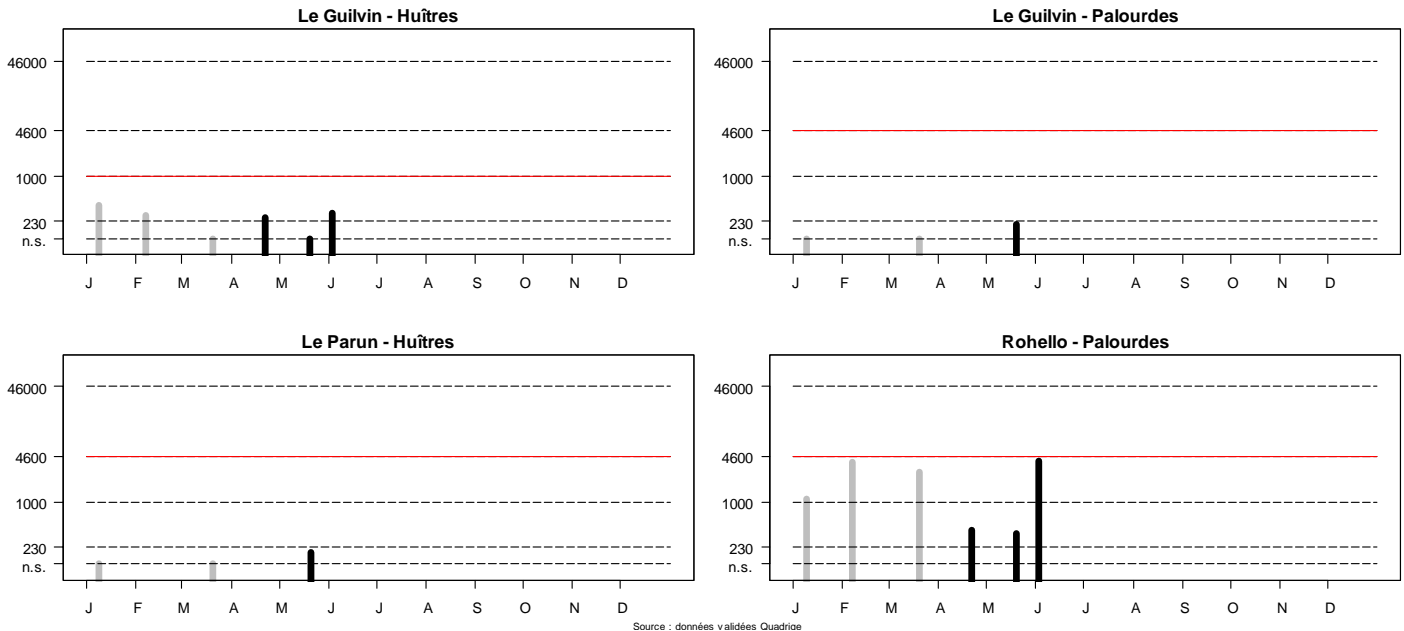 Le Guilvin - Huîtres
46000
4600
1000
230
n.s.
J F M A M J J A S O N D
Le Guilvin - Palourdes
46000
4600
1000
230
n.s.
J F M A M J J A S O N D
Le Parun - Huîtres
46000
4600
1000
230
n.s.
J F M A M J J A S O N D
Rohello - Palourdes
46000
4600
1000
230
n.s.
J F M A M J J A S O N D
Source : données validées Quadrige